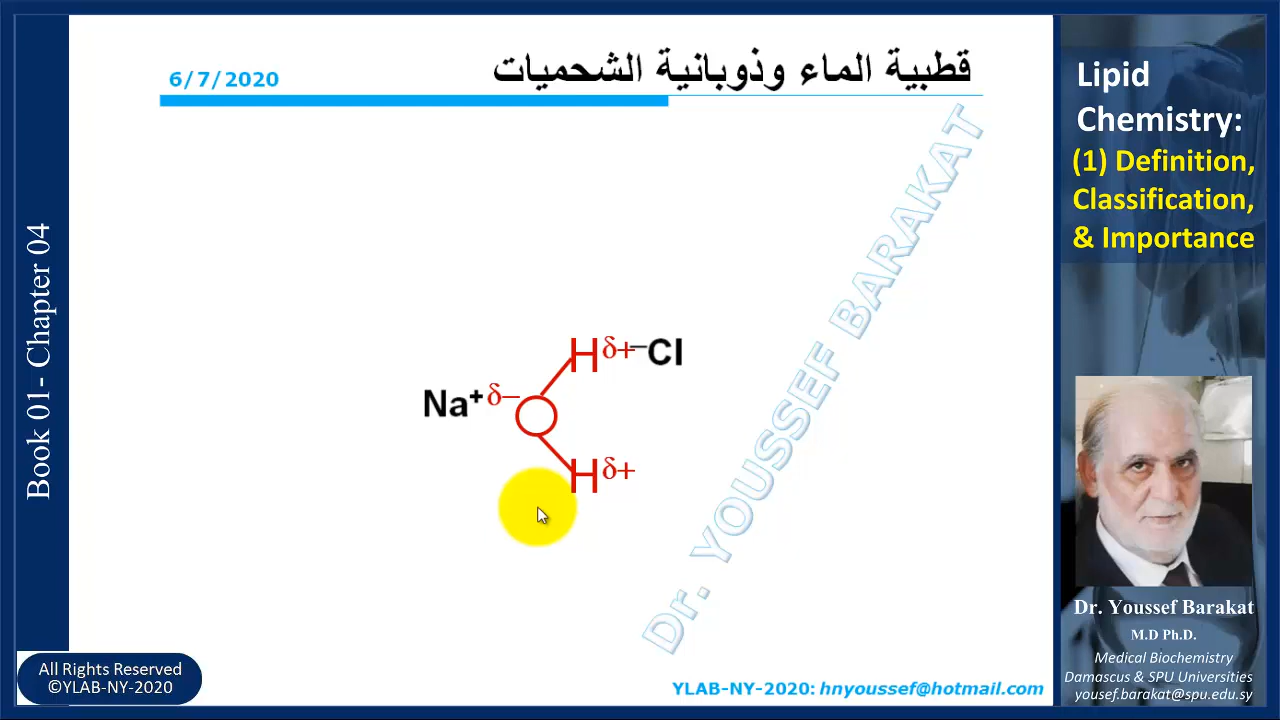 6/7/2020
قطبية الماء وذوبانية الشحميات
Lipid
Chemistry:
(1) Definition,
Classification,
& Importance
Book 01- Chapter 04
Dr. YOUSSEF BARAKAT
H δ+ –Cl
Na+ δ–
H δ+
Dr. Youssef Barakat
M.D Ph.D.
Medical Biochemistry
Damascus & SPU Universities
yousef.barakat@spu.edu.sy
All Rights Reserved
©YLAB-NY-2020
YLAB-NY-2020: hnyoussef@hotmail.com